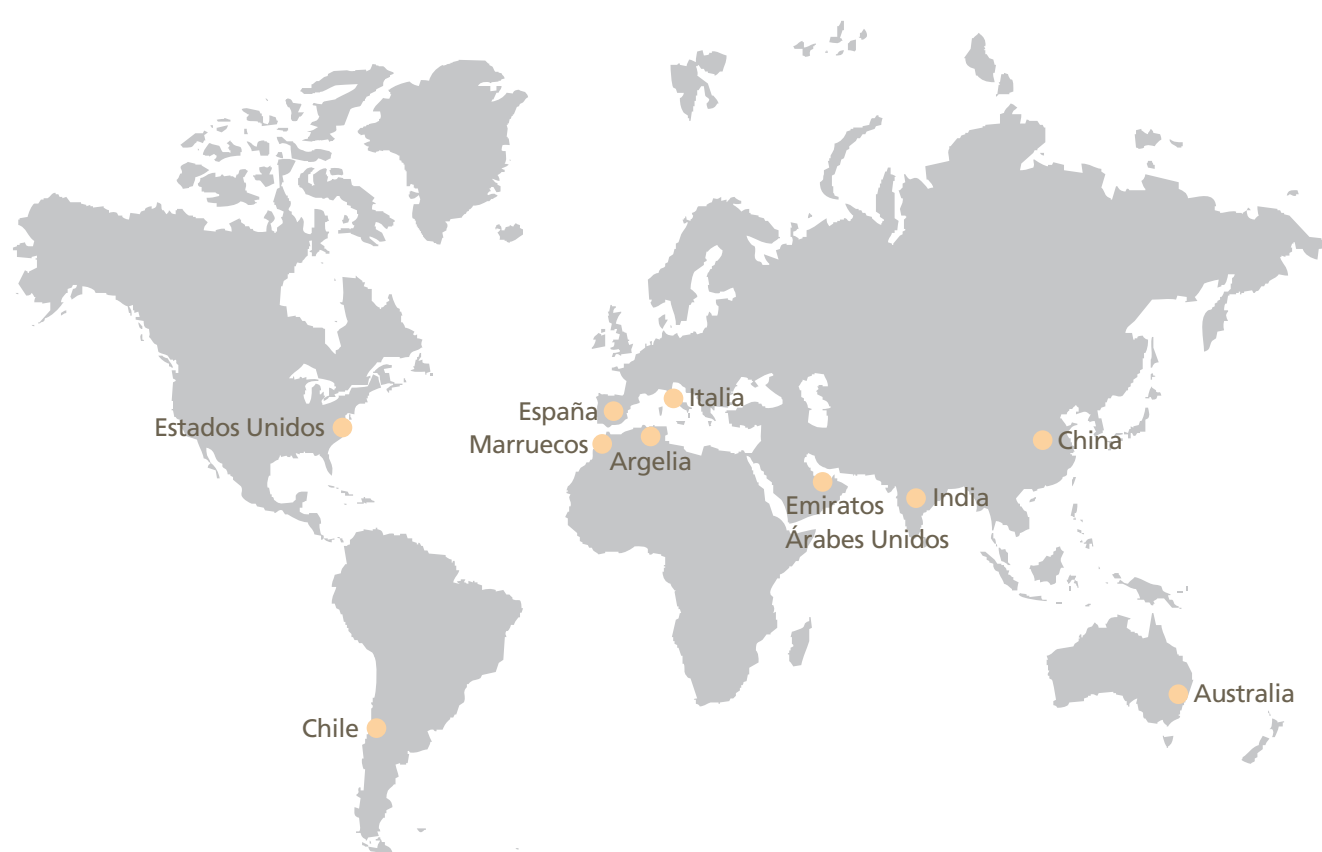 Italia
España
Estados Unidos
Marruecos
China
Argelia
India
Emiratos
Árabes Unidos
Australia
Chile